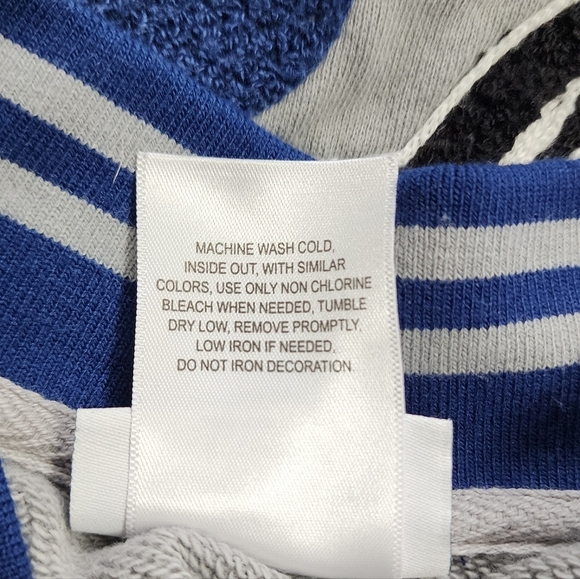 MACHINE WASH COLD,
INSIDE OUT, WITH SIMILAR
COLORS, USE ONLY NON CHLORINE
BLEACH WHEN NEEDED, TUMBLE
DRY LOW, REMOVE PROMPTLY,
LOW IRON IF NEEDED,
DO NOT IRON DECORATION